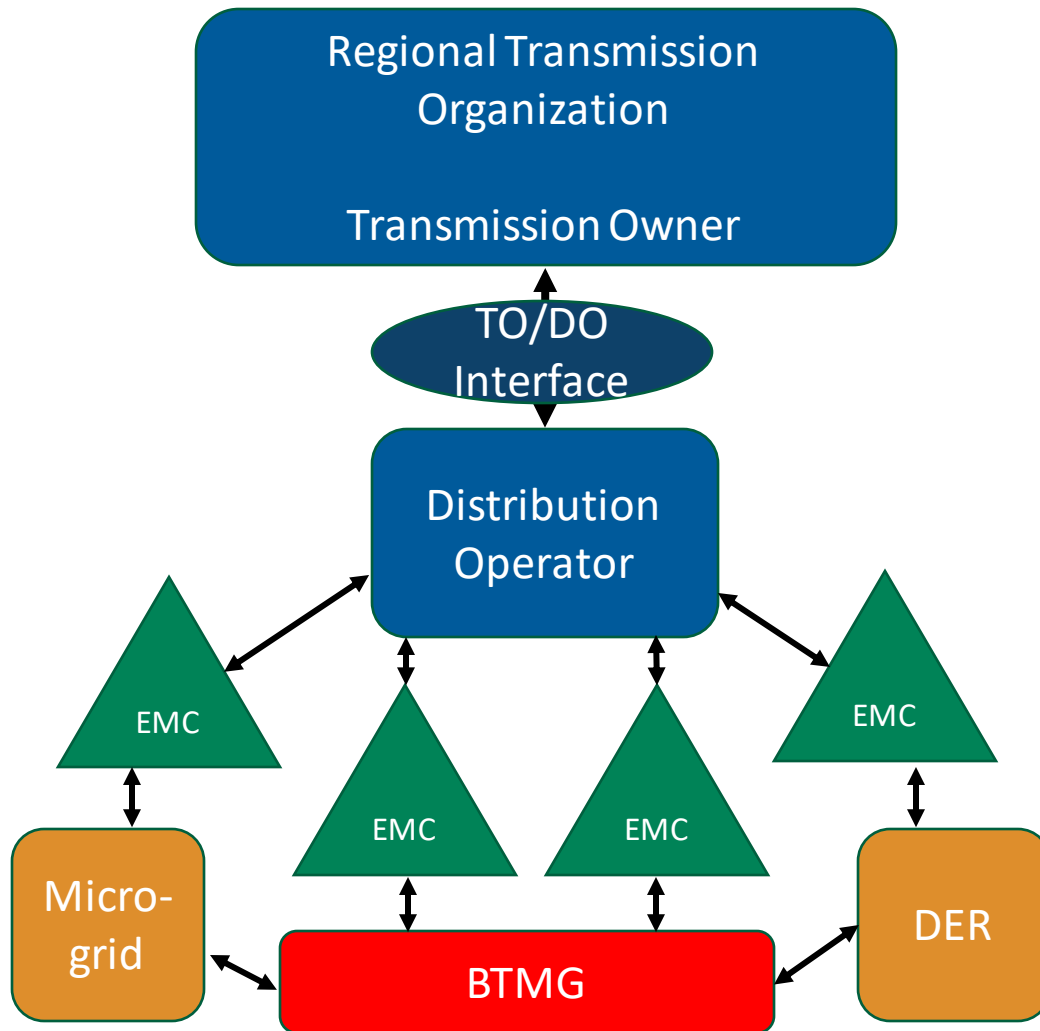 Regional Transmission
Organization
Transmission Owner
TO/DO
Interface
Distribution
Operator
EMC
EMC
EMC
EMC
Micro-
grid
BTMG
DER